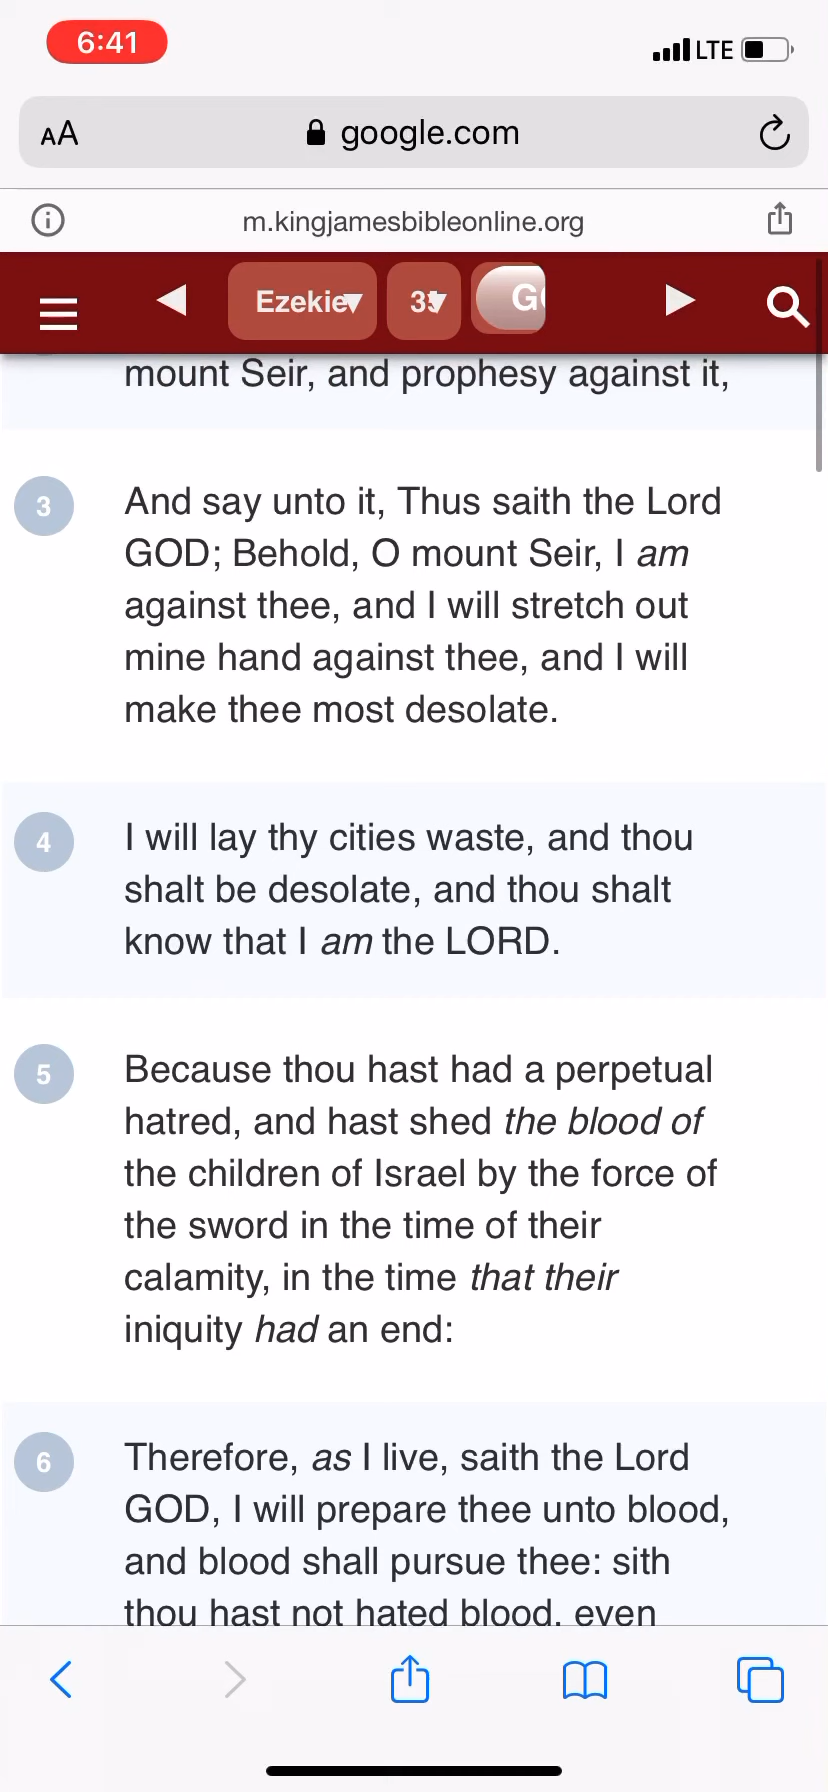 6:41
LTE
AA
google.com
m.kingjamesbibleonline.org
Ezekie
mount Seir, and prophesy against it,
3
And say unto it, Thus saith the Lord
GOD; Behold, O mount Seir, I am
against thee, and I will stretch out
mine hand against thee, and I will
make thee most desolate.
4
I will lay thy cities waste, and thou
shalt be desolate, and thou shalt
know that I am the LORD.
5
Because thou hast had a perpetual
hatred, and hast shed the blood of
the children of Israel by the force of
the sword in the time of their
calamity, in the time that their
iniquity had an end:
6
Therefore, as I live, saith the Lord
GOD, I will prepare thee unto blood,
and blood shall pursue thee: sith
thou hast not hated blood, even